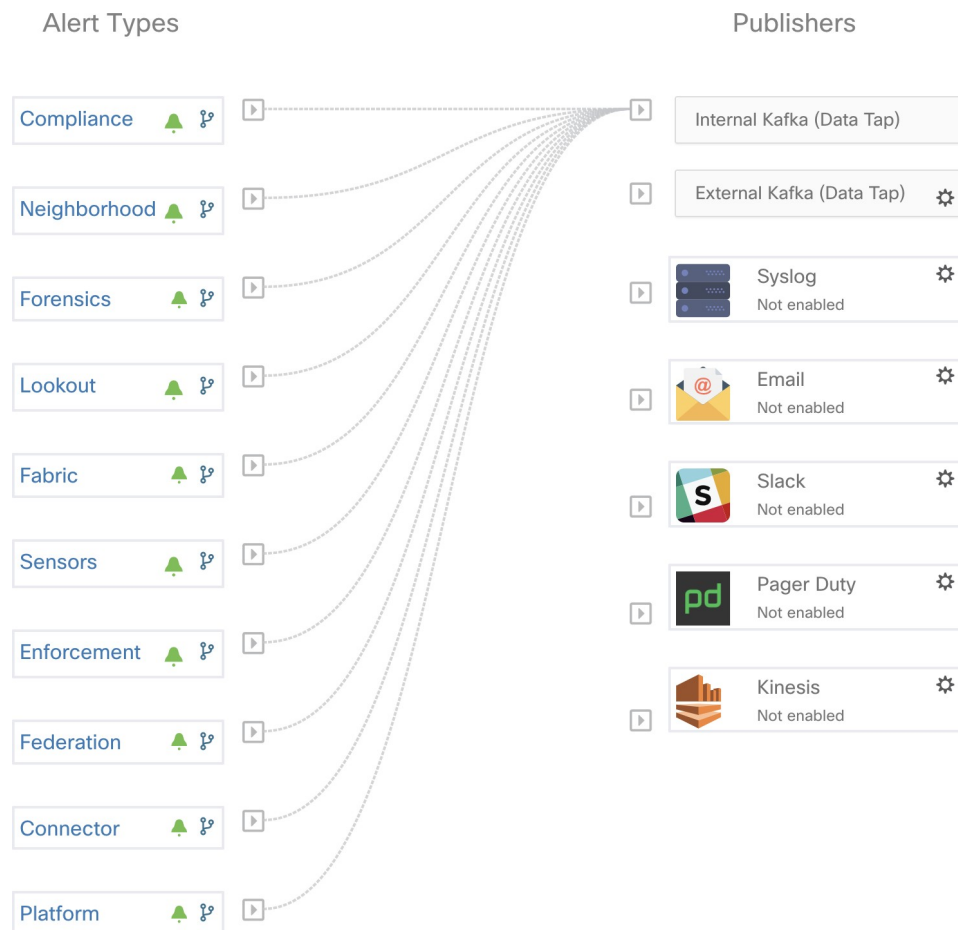 Alert Types
Publishers
Compliance
Neighborhood
Forensics
Lookout
Fabric
Sensors
Enforcement
Federation
Connector
Platform
Internal Kafka (Data Tap)
External Kafka (Data Tap)
Syslog
Not enabled
@
Email
Not enabled
S
Slack
Not enabled
pd
Pager Duty
Not enabled
Kinesis
Not enabled